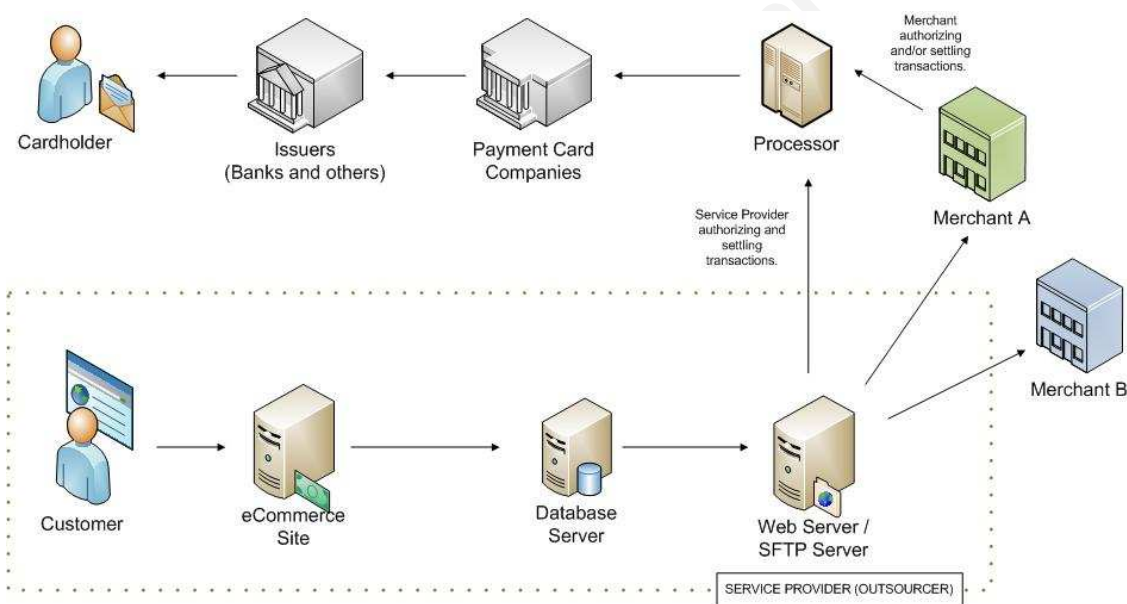 Merchant
authorizing
and/or settling
transactions.
Cardholder
Issuers
(Banks and others)
Payment Card
Companies
Processor
Merchant A
Service Provider
authorizing and
settling
transactions.
Merchant B
Customer
eCommerce
Site
Database
Server
Web Server /
SFTP Server
SERVICE PROVIDER (OUTSOURCER)